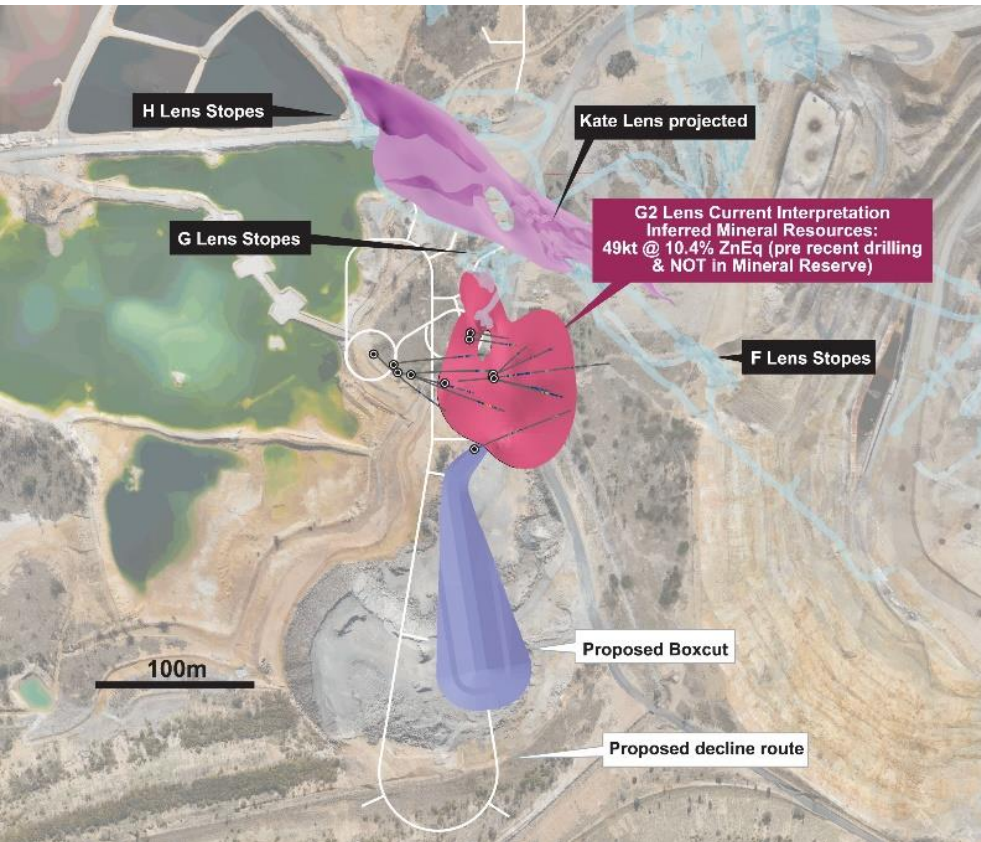 H Lens Stopes
Kate Lens projected
G2 Lens Current Interpretation
Inferred Mineral Resources:
49kt @ 10.4% ZnEq (pre recent drilling
& NOT in Mineral Reserve)
G Lens Stopes
F Lens Stopes
Proposed Boxcut
100m
Proposed decline route